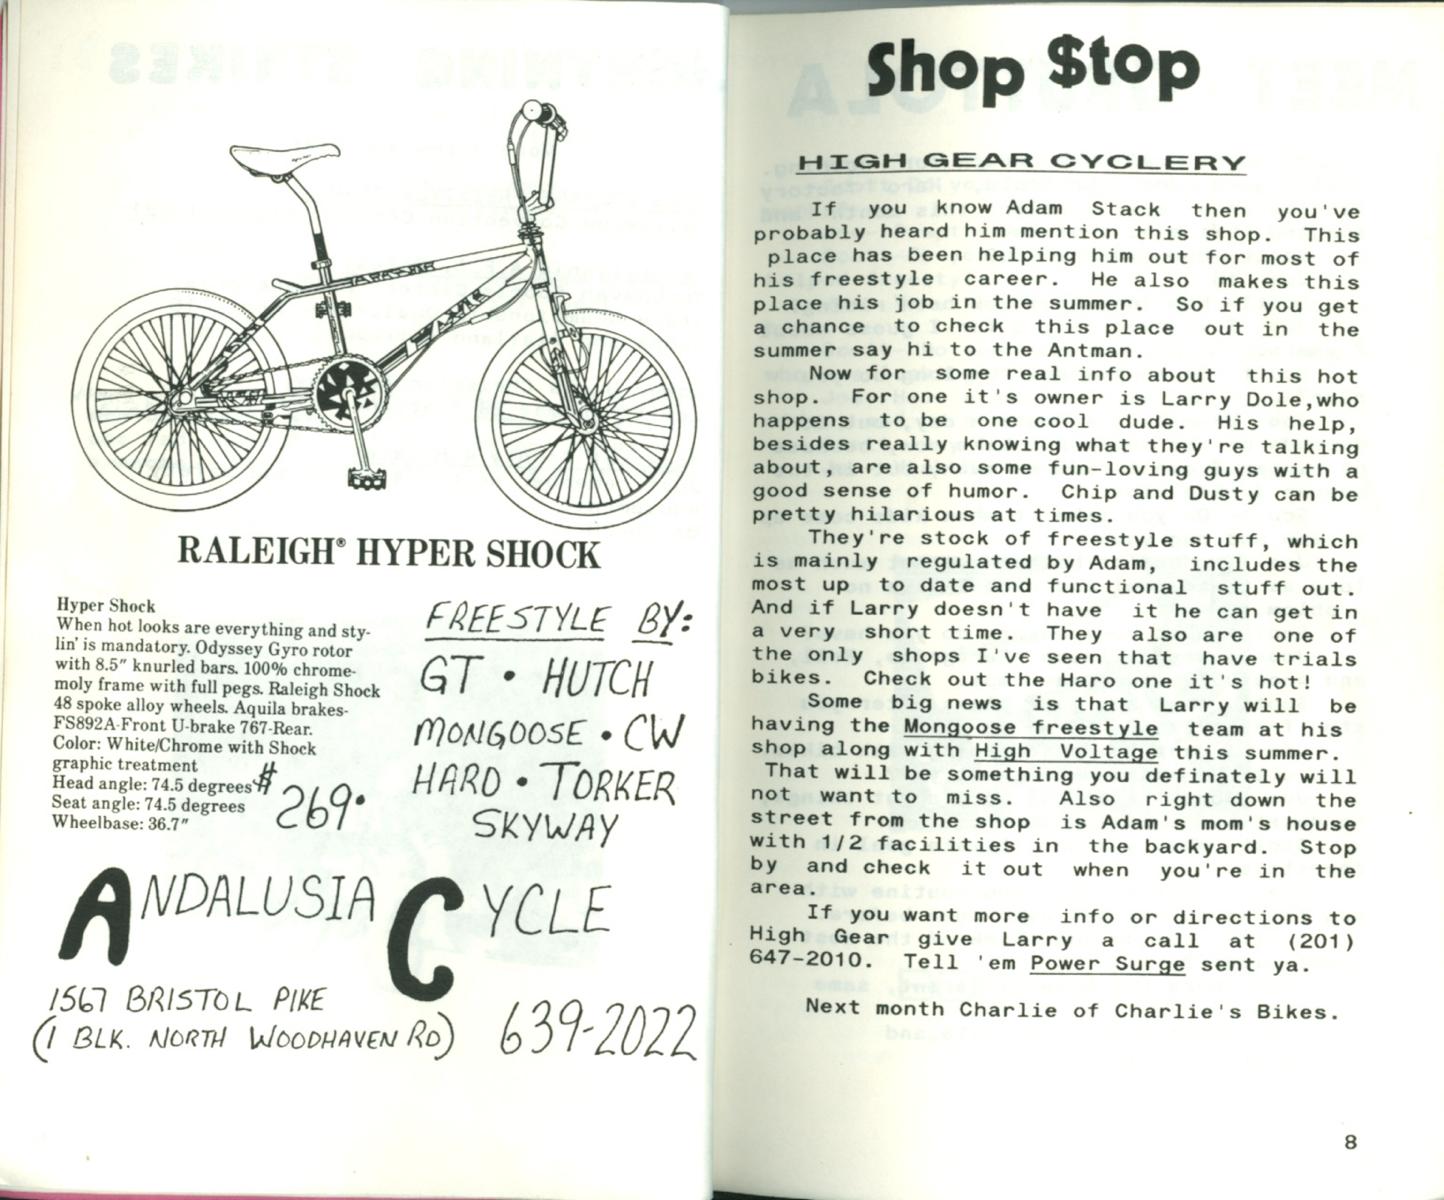 RALEIGH® HYPER SHOCK
Hyper Shock
When hot looks are everything and sty-
lin' is mandatory. Odyssey Gyro rotor
with 8.5" knurled bars. 100% chrome-
moly frame with full pegs. Raleigh Shock
48 spoke alloy wheels. Aquila brakes-
FS892A-Front U-brake 767-Rear.
Color: White/Chrome with Shock
graphic treatment
Head angle: 74.5 degrees
Seat angle: 74.5 degrees
Wheelbase: 36.7"
$269.
FREESTYLE BY:
GT • HUTCH
MONGOOSE • CW
HARO • TORKER
SKYWAY
ANDALUSIA CYCLE
1567 BRISTOL PIKE
(1 BLK. NORTH WOODHAVEN RD) 639-2022
Shop $top
HIGH GEAR CYCLERY
If you know Adam Stack then you've
probably heard him mention this shop. This
place has been helping him out for most of
his freestyle career. He also makes this
place his job in the summer. So if you get
a chance to check this place out in the
summer say hi to the Antman.
Now for some real info about this hot
shop. For one it's owner is Larry Dole,who
happens to be one cool dude. His help,
besides really knowing what they're talking
about, are also some fun-loving guys with a
good sense of humor. Chip and Dusty can be
pretty hilarious at times.
They're stock of freestyle stuff, which
is mainly regulated by Adam, includes the
most up to date and functional stuff out.
And if Larry doesn't have it he can get in
a very short time. They also are one of
the only shops I've seen that have trials
bikes. Check out the Haro one it's hot!
Some big news is that Larry will be
having the Mongoose freestyle team at his
shop along with High Voltage this summer.
That will be something you definately will
not want to miss. Also right down the
street from the shop is Adam's mom's house
with 1/2 facilities in the backyard. Stop
by and check it out when you're in the
area.
If you want more info or directions to
High Gear give Larry a call at (201)
647-2010. Tell 'em Power Surge sent ya.
Next month Charlie of Charlie's Bikes.
8